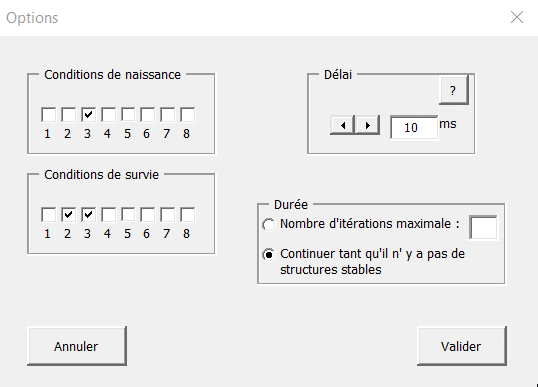 Options
Conditions de naissance
1 2 3 4 5 6 7 8
Conditions de survie
1 2 3 4 5 6 7 8
Délai
?
10 ms
Durée
Nombre d'itérations maximale :
Continuer tant qu'il n' y a pas de
structures stables
Annuler
Valider